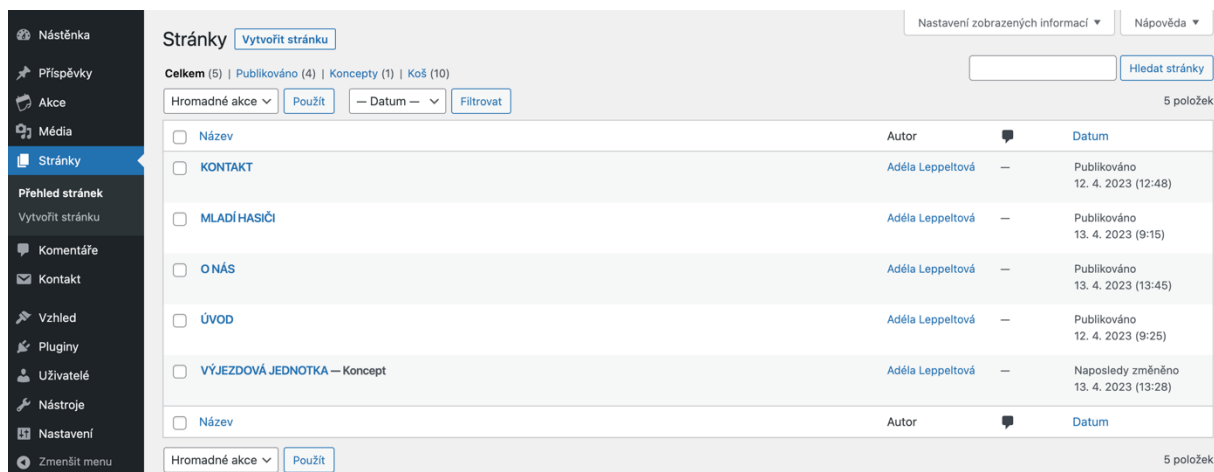 Nástěnka
Příspěvky
Akce
Média
Stránky
Přehled stránek
Vytvořit stránku
Komentáře
Kontakt
Vzhled
Pluginy
Uživatelé
Nástroje
Nastavení
Zmenšit menu
Nastavení zobrazených informací ▼ Nápověda ▼
Stránky Vytvořit stránku
Celkem (5) | Publikováno (4) | Koncepty (1) | Koš (10)
Hledat stránky
Hromadné akce Použít — Datum — Filtrovat
5 položek
Název Autor Datum
KONTAKT Adéla Leppeltová — Publikováno
12. 4. 2023 (12:48)
MLADÍ HASIČI Adéla Leppeltová — Publikováno
13. 4. 2023 (9:15)
O NÁS Adéla Leppeltová — Publikováno
13. 4. 2023 (13:45)
ÚVOD Adéla Leppeltová — Publikováno
12. 4. 2023 (9:25)
VÝJEZDOVÁ JEDNOTKA — Koncept Adéla Leppeltová — Naposledy změněno
13. 4. 2023 (13:28)
Název Autor Datum
Hromadné akce Použít
5 položek